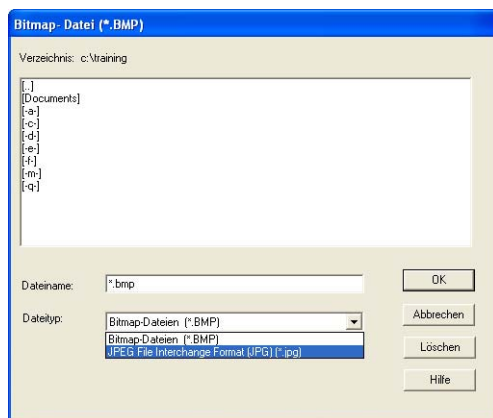 Bitmap- Datei (*.BMP)
Verzeichnis: c:\training
[..]
[Documents]
[-a-]
[-c-]
[-d-]
[-e-]
[-f-]
[-m-]
[-q-]
Dateiname: *.bmp OK
Dateityp: Bitmap-Dateien (*.BMP) Abbrechen
Bitmap-Dateien (*.BMP)
JPEG File Interchange Format (JPG) (*.jpg)
Löschen
Hilfe